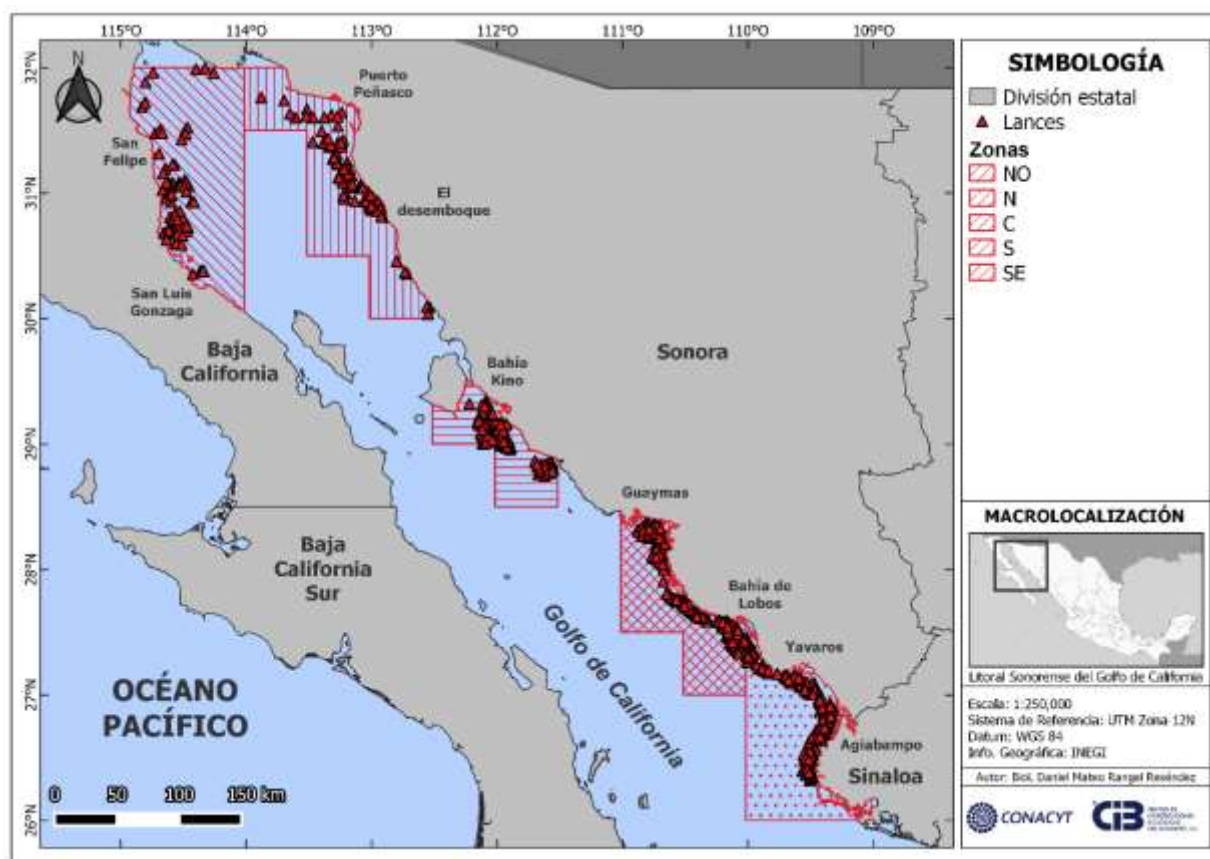 115°O 114°O 113°O 112°O 111°O 110°O 109°O
32°N
31°N
30°N
29°N
28°N
27°N
26°N
N
Puerto
Peñasco
San
Felipe
El
desemboque
San Luis
Gonzaga
Baja
California
Sonora
Bahía
Kino
Guaymas
Baja
California
Sur
Bahía de
Lobos
Golfo de California
Yavaros
OCÉANO
PACÍFICO
Agiabampo
Sinaloa
0 50 100 150 km
SIMBOLOGÍA
División estatal
Lances
Zonas
NO
N
C
S
SE
MACROLOCALIZACIÓN
Litoral Sonorense del Golfo de California
Escala: 1:250,000
Sistema de Referencia: UTM Zona 12N
Datum: WGS 84
Info. Geográfica: INEGI
Autor: Biol. Daniel Mateo Rangel Reséndez
CONACYT
CIB